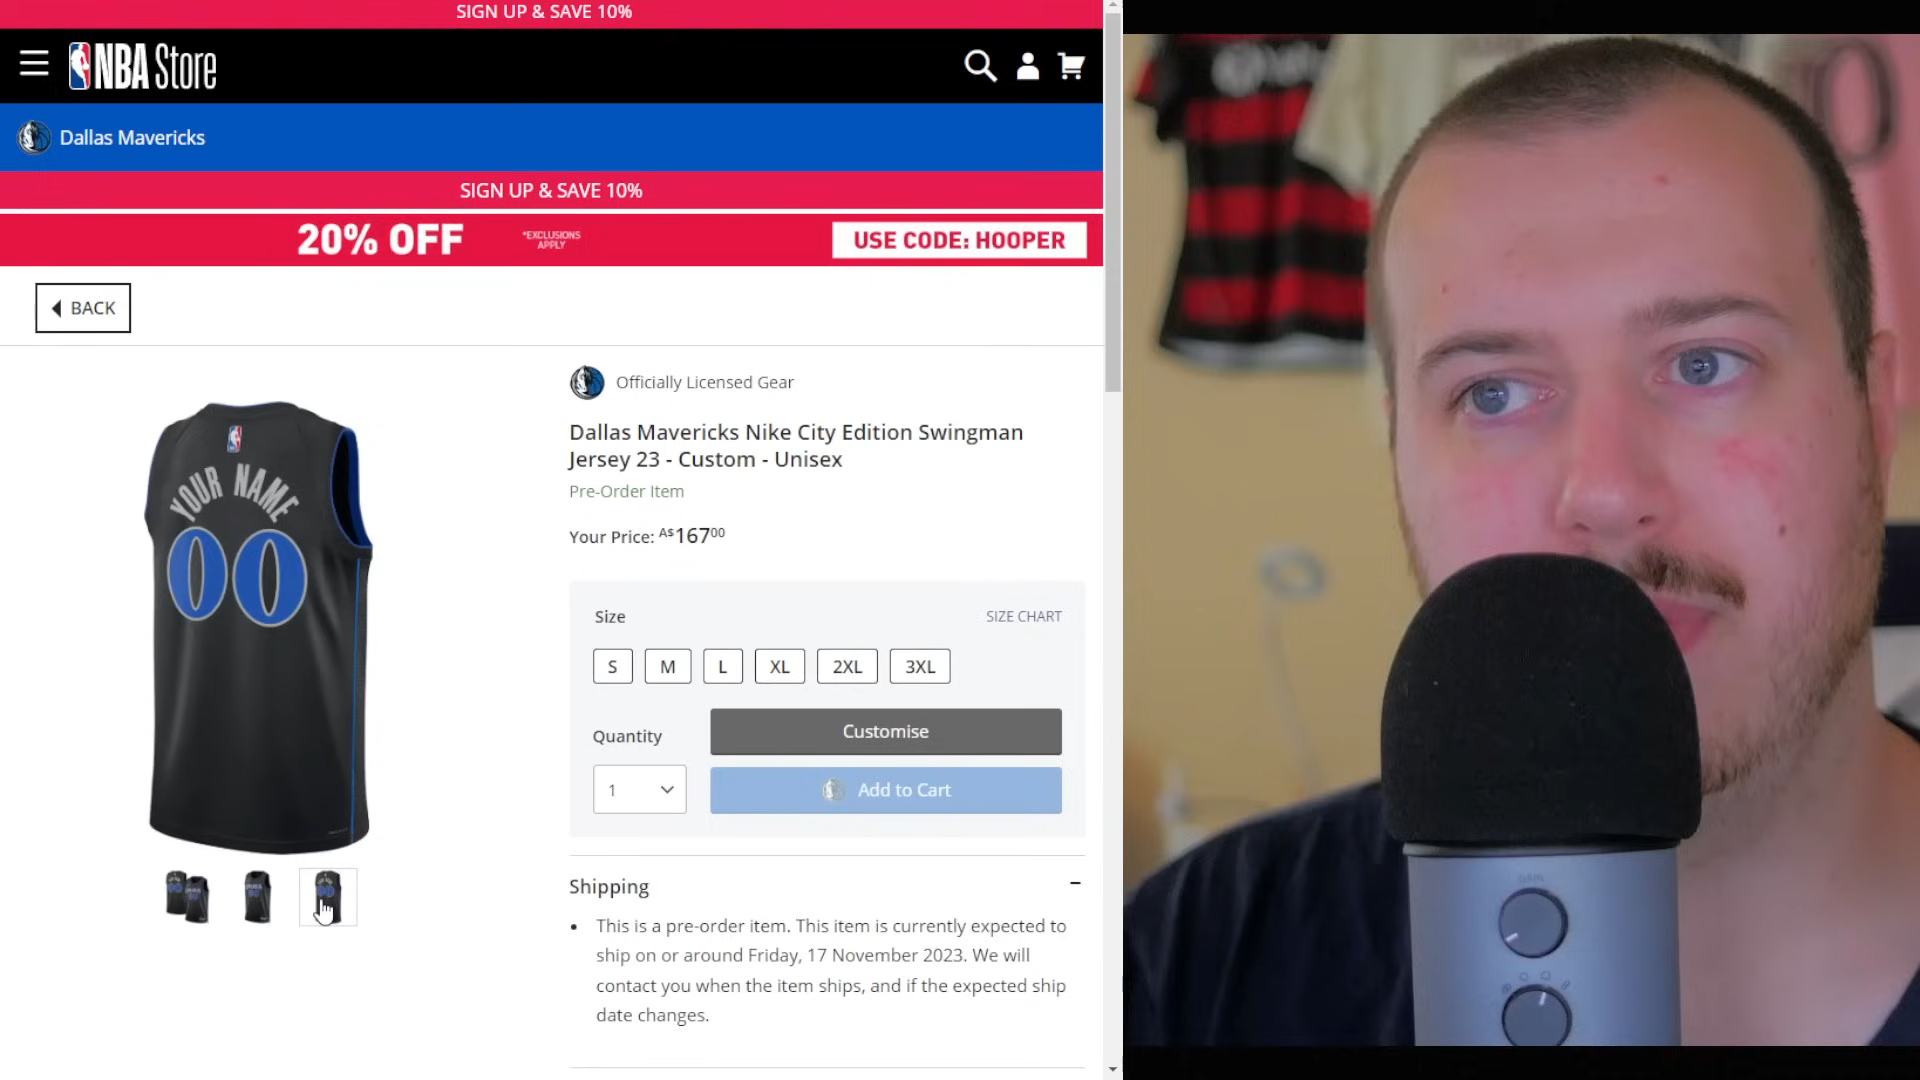 SIGN UP & SAVE 10%
NBA Store
Dallas Mavericks
SIGN UP & SAVE 10%
20% OFF
*EXCLUSIONS
APPLY
USE CODE: HOOPER
BACK
YOUR NAME
00
Officially Licensed Gear
Dallas Mavericks Nike City Edition Swingman
Jersey 23 - Custom - Unisex
Pre-Order Item
Your Price: A$16700
Size
SIZE CHART
S M L XL 2XL 3XL
Quantity
Customise
1
Add to Cart
Shipping
This is a pre-order item. This item is currently expected to
ship on or around Friday, 17 November 2023. We will
contact you when the item ships, and if the expected ship
date changes.
GAIN